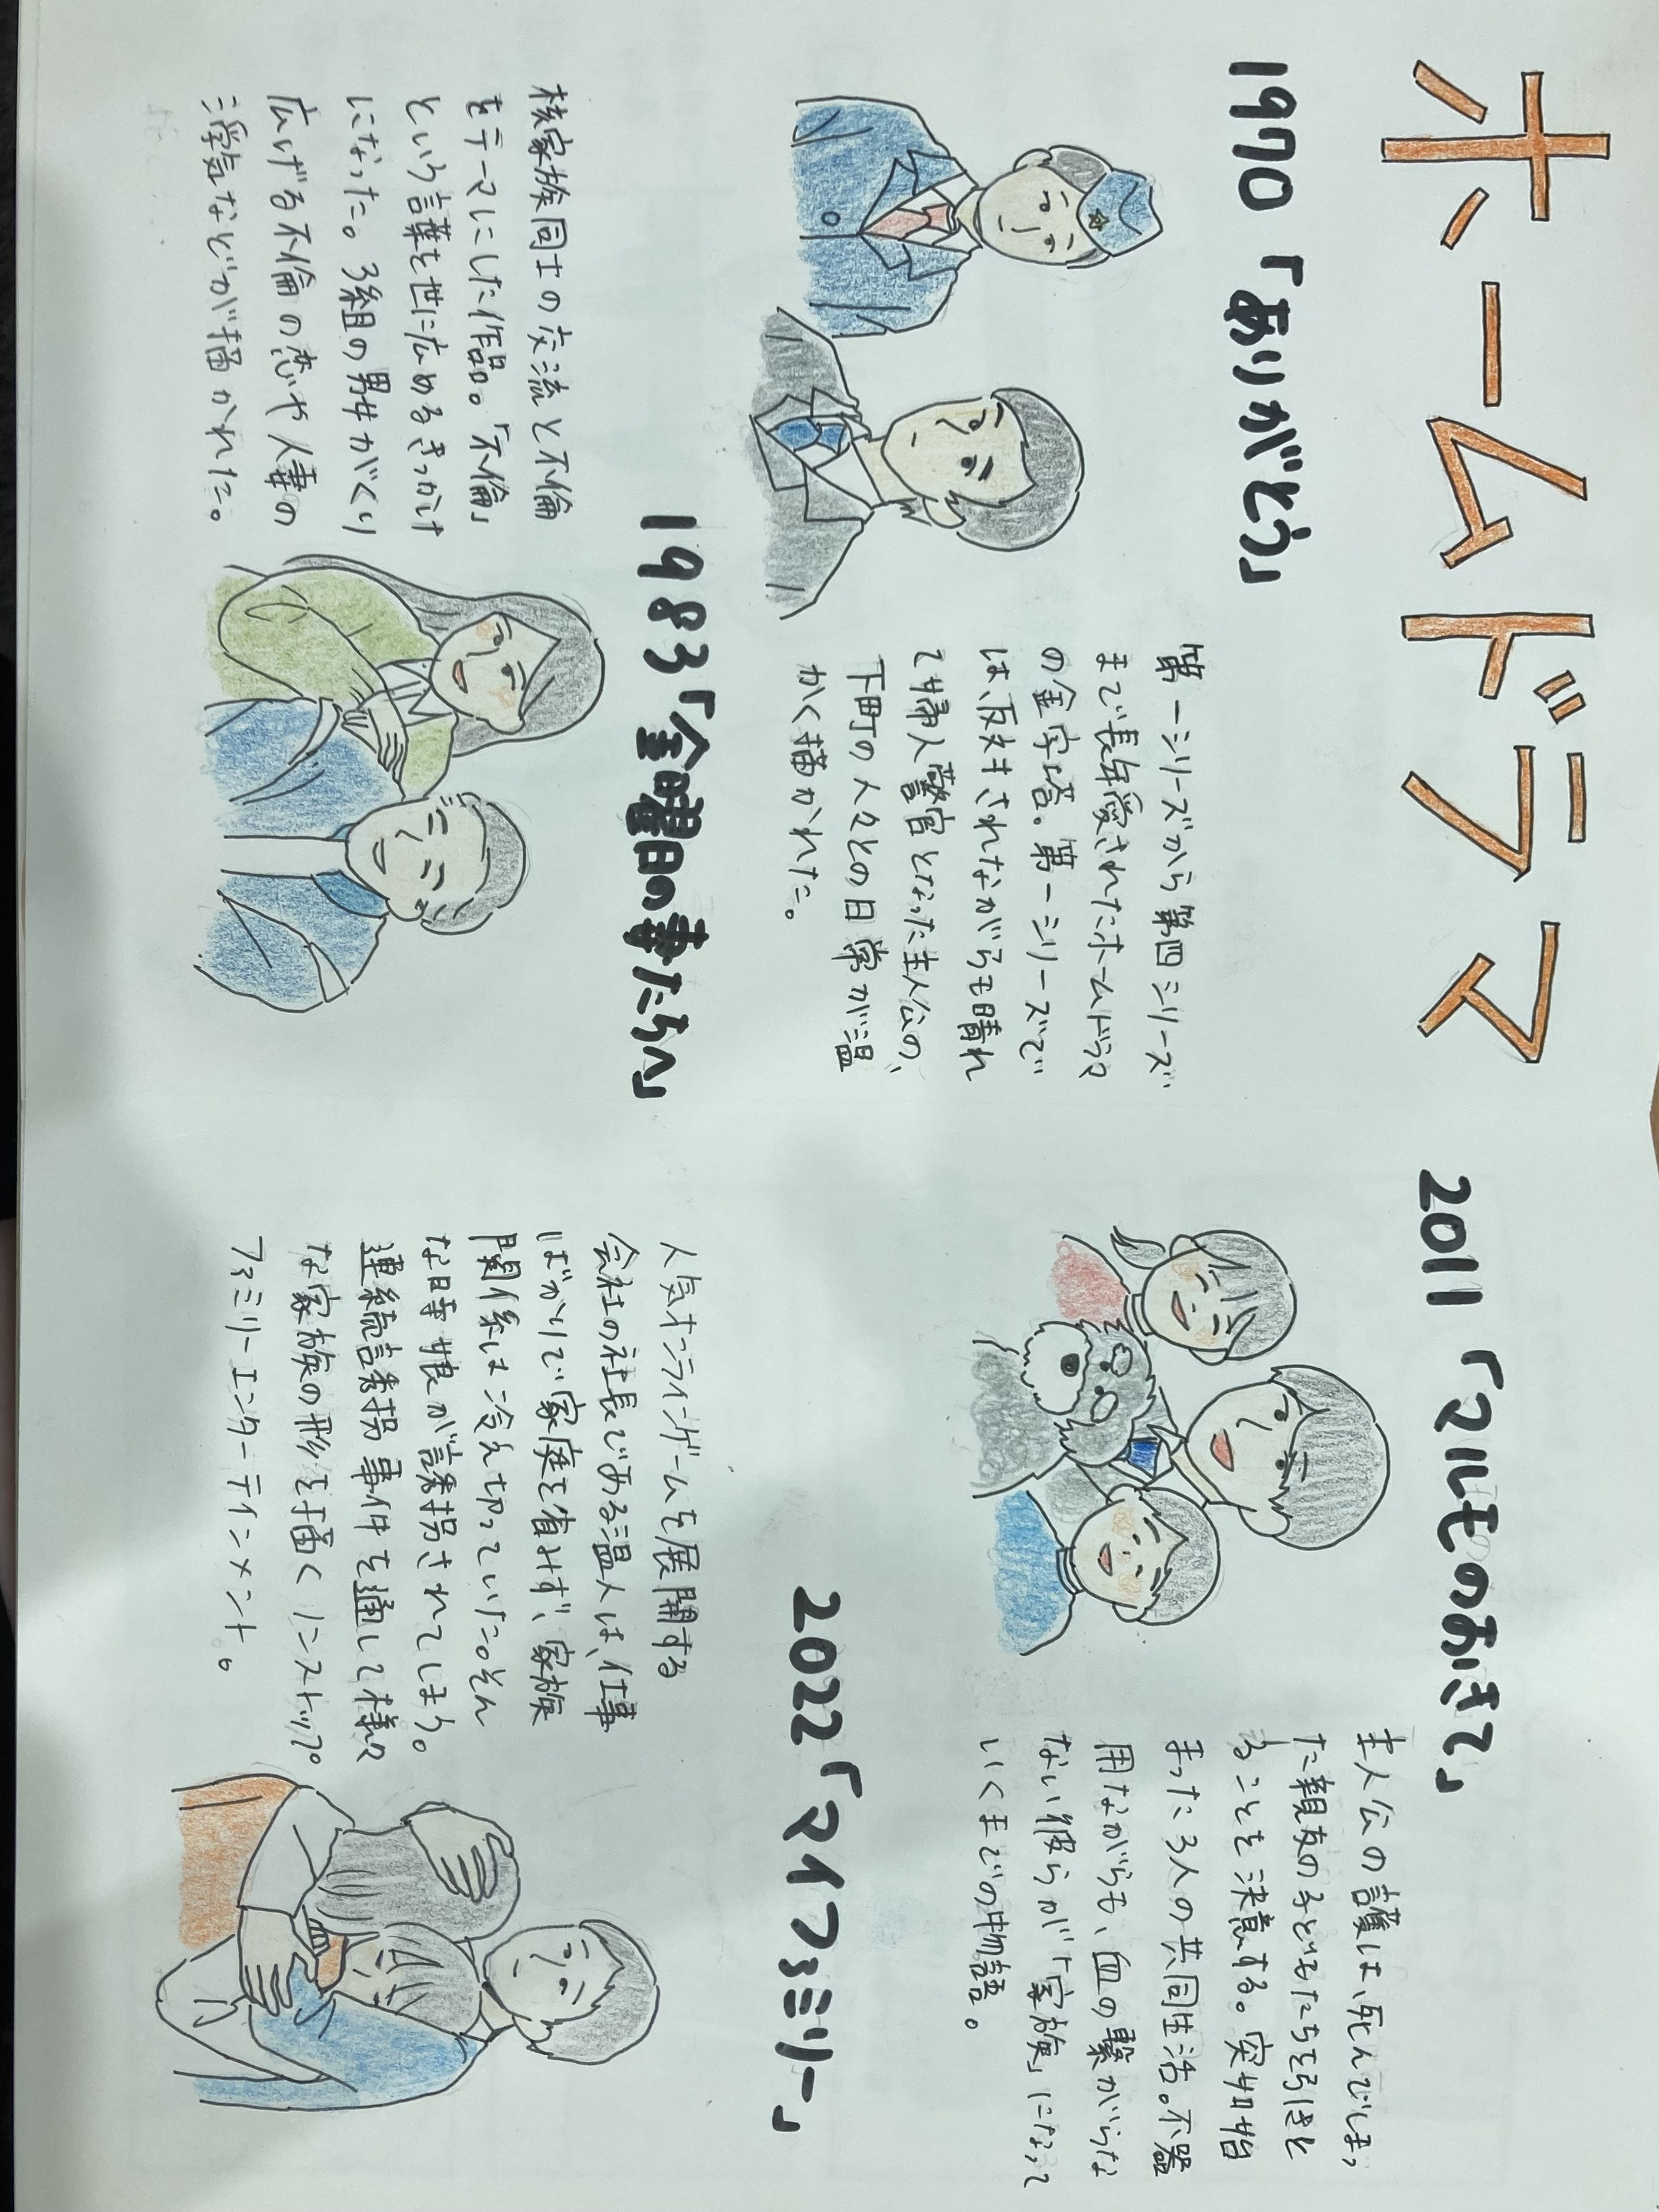 ホームドラマ
1970「ありがとう」
第一シリーズから第四シリーズ
まで長年愛されたホームドラマ
の金字塔。第一シリーズで
は、反対されながらも晴れ
て婦人警官となった主人公の、
下町の人々との日常が温
かく描かれた。
1983「金曜日の妻たちへ」
核家族同士の交流と不倫
をテーマにした作品。「不倫」
という言葉を世に広めるきっかけ
になった。3組の男女がくり
広げる不倫の恋や人妻の
浮気などが描かれた。
2011「マルモのおきて」
主人公の護は、死んでしまっ
た親友の子どもたちを引きと
ることを決意する。突如始
まった3人の共同生活。不器
用ながらも、血の繋がらな
ない彼らが「家族」になって
いくまでの物語。
2022「マイファミリー」
人気オンラインゲームを展開する
会社の社長である温人は、仕事
ばかりで家庭を省みず、家族
関係は冷え切っていた。そん
な時娘が誘拐されてしまう。
連続誘拐事件を通して様々
な家族の形を描くノンストップ
ファミリーエンターテインメント。